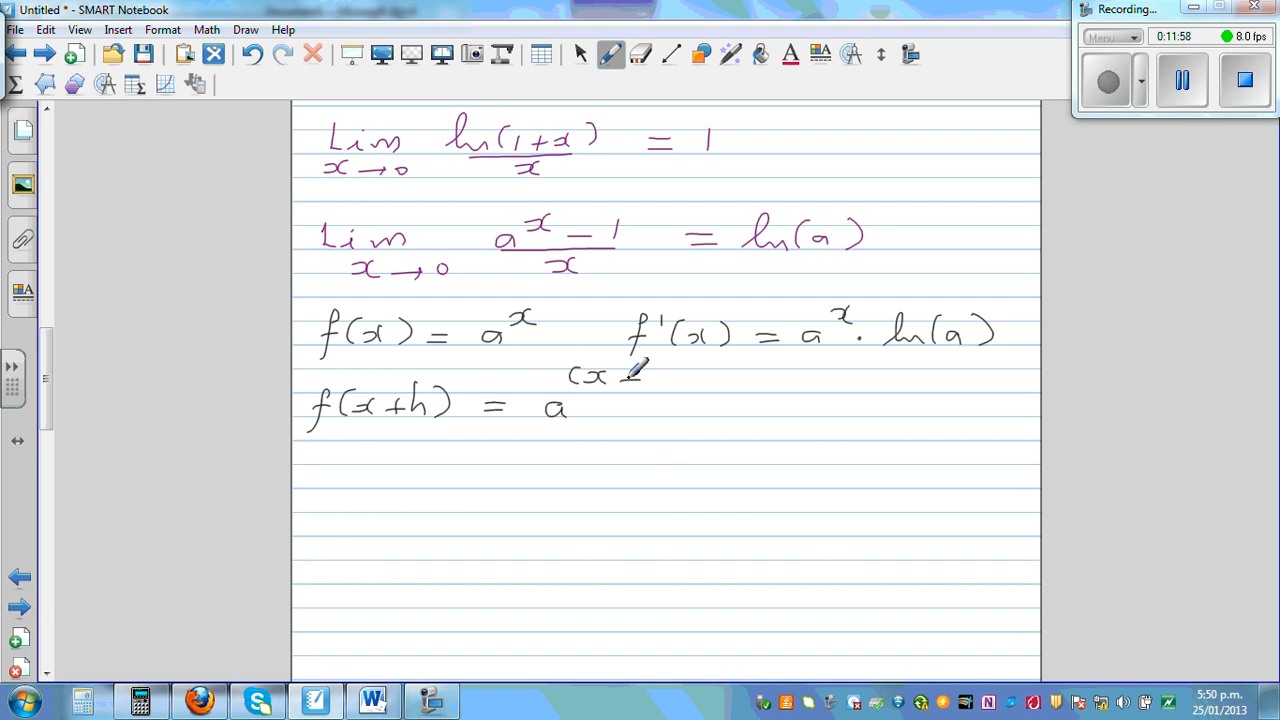 Untitled * - SMART Notebook
Recording...
File Edit View Insert Format Math Draw Help
Menu
0:11:58
8.0 fps
Lim ln(1+x) = 1
x→0 x
Lim a^x − 1 = ln(a)
x→0 x
f(x) = a^x f'(x) = a^x · ln(a)
(x
f(x+h) = a
5:50 p.m.
25/01/2013